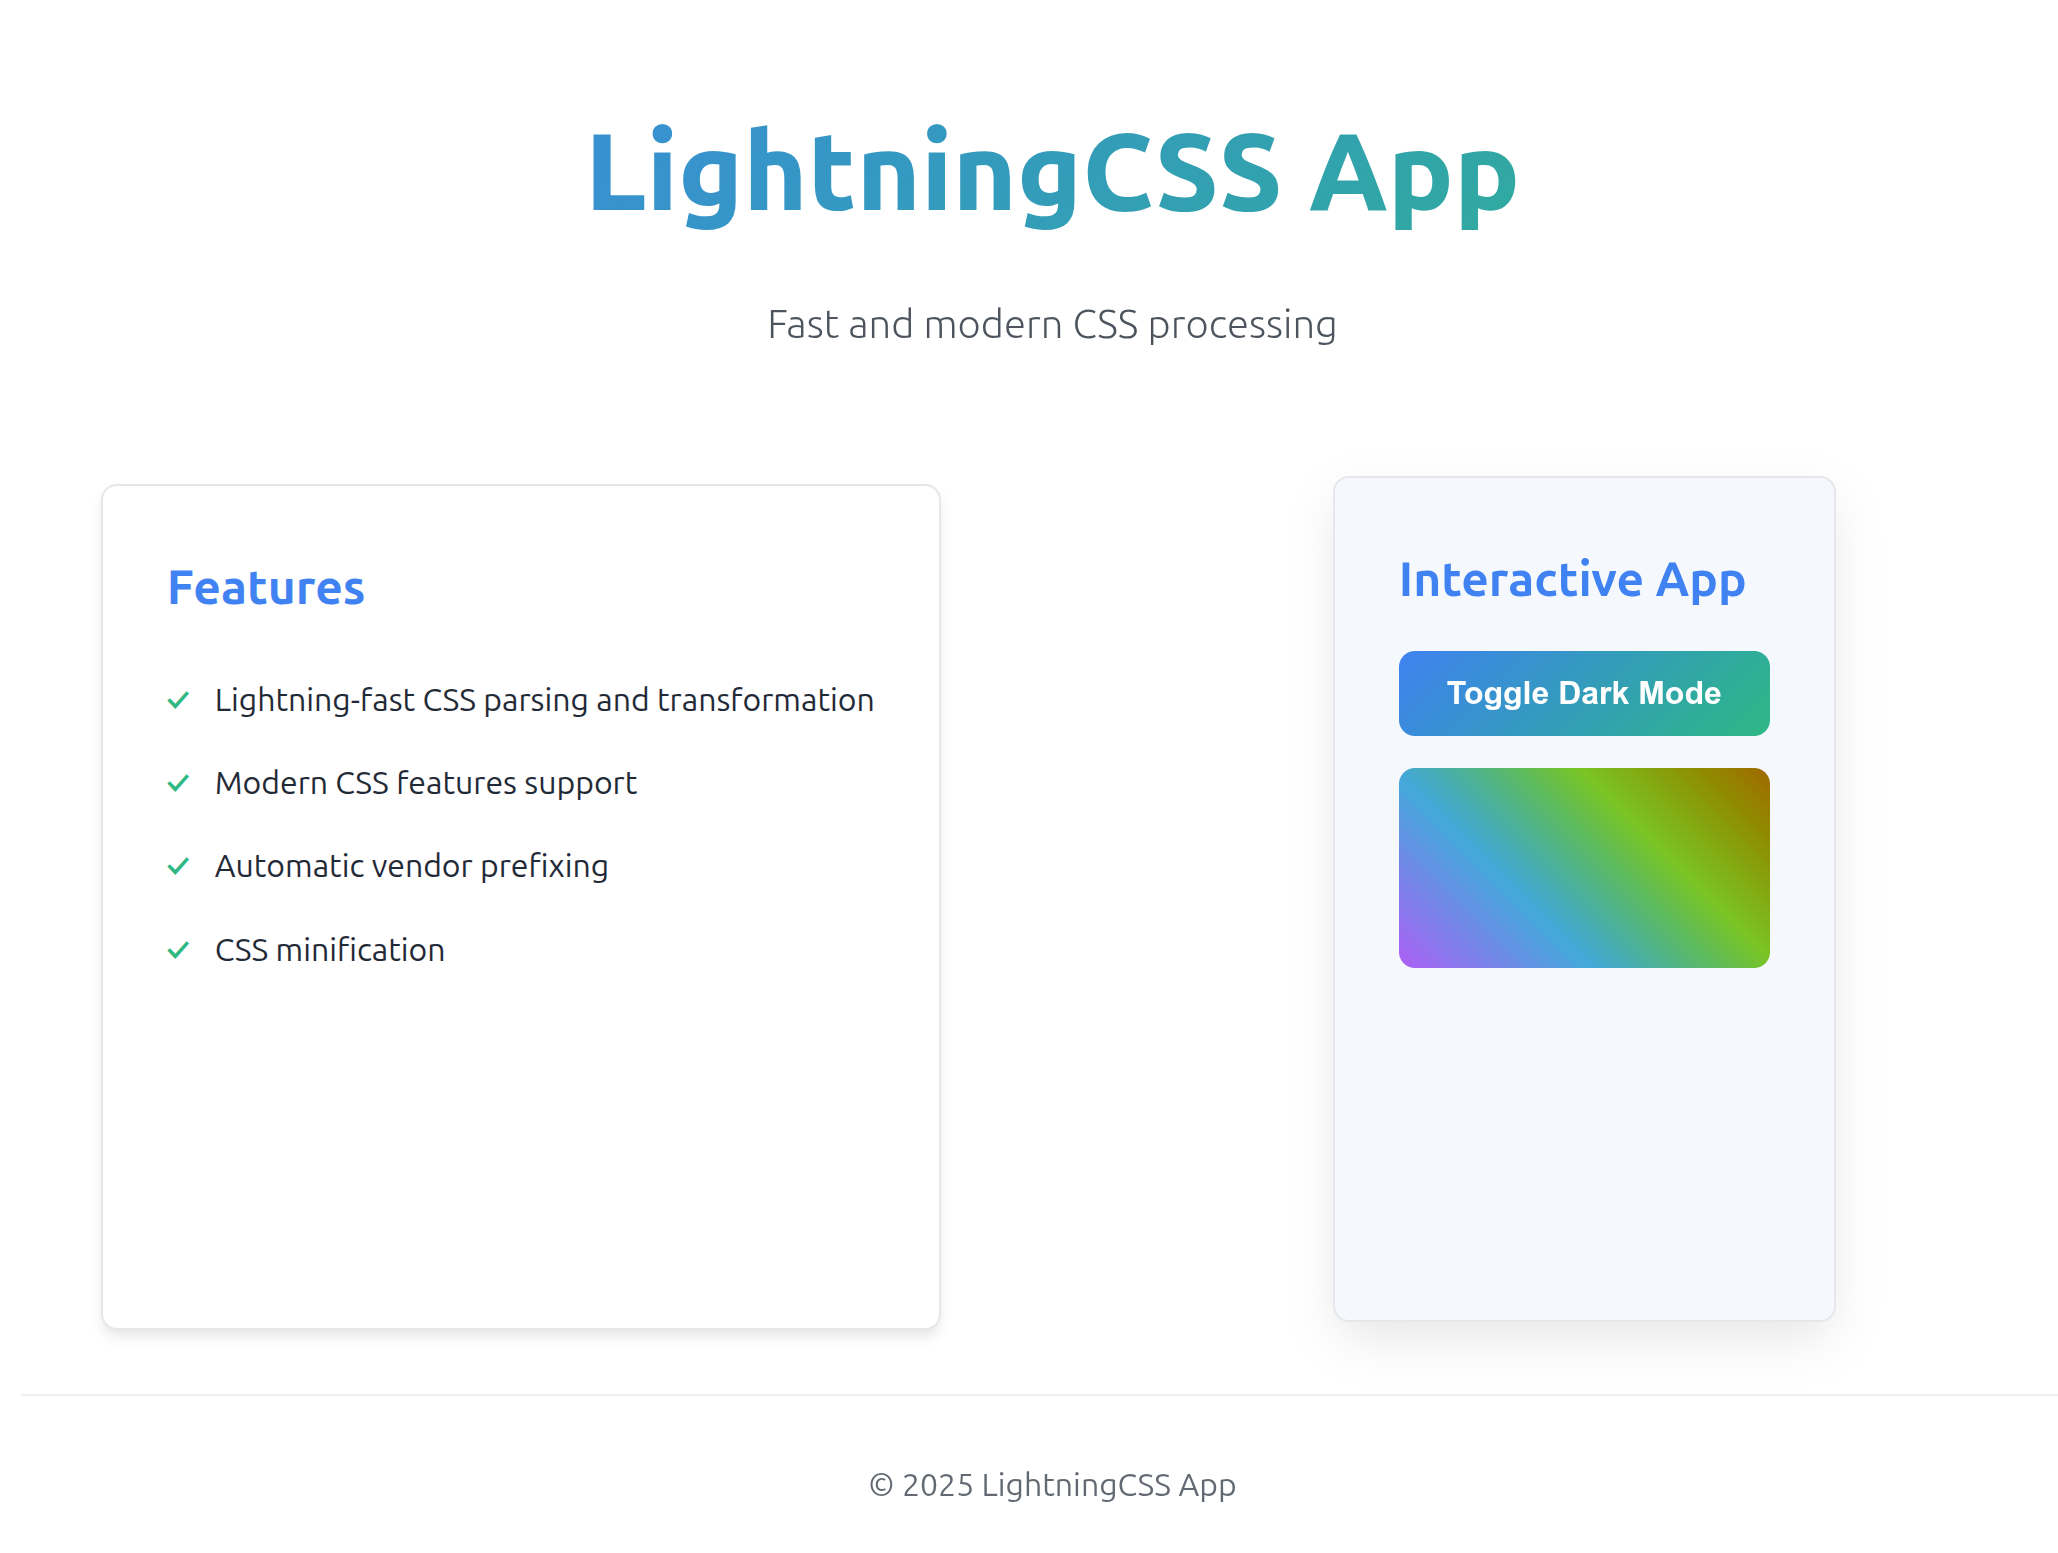 LightningCSS App
Fast and modern CSS processing
Features
Lightning-fast CSS parsing and transformation
Modern CSS features support
Automatic vendor prefixing
CSS minification
Interactive App
Toggle Dark Mode
© 2025 LightningCSS App